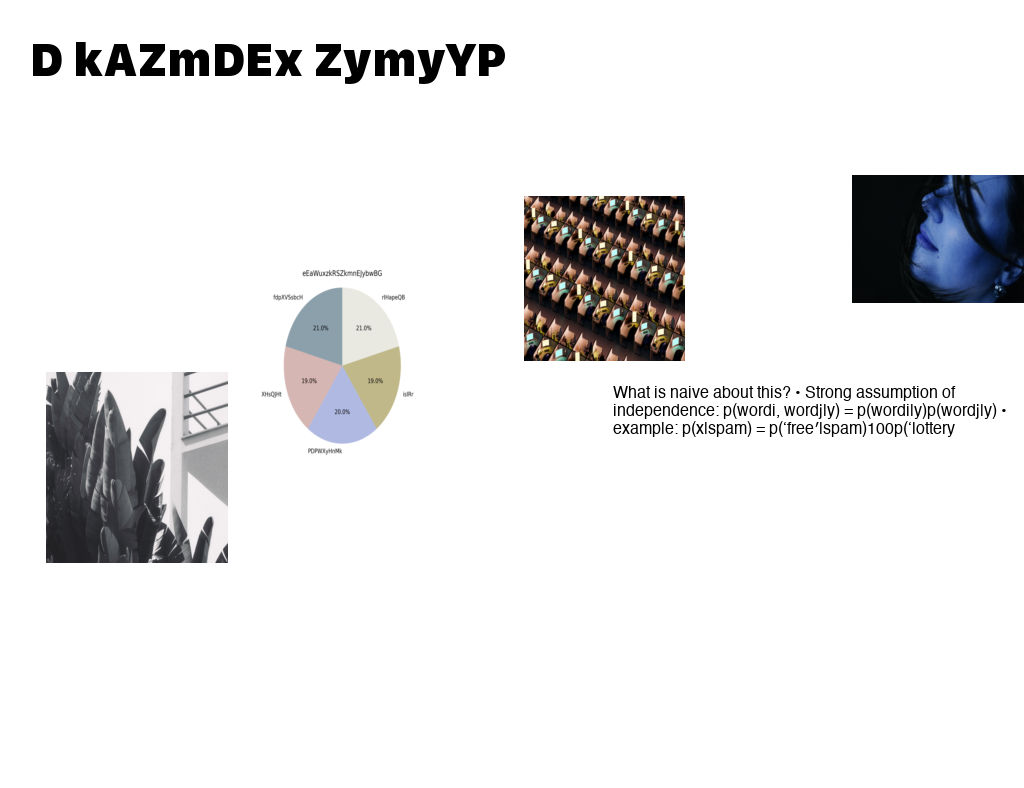 D kAZmDEx ZymyYP
eEaWuxzkRSZkmnEJybwBG
fdpXVSsbcH
rlHapeQB
21.0%
21.0%
XHsQJHt
19.0%
19.0%
islRr
20.0%
PDPWXyHnMk
What is naive about this? • Strong assumption of
independence: p(wordi, wordjly) = p(wordily)p(wordjly) •
example: p(xlspam) = p(‘free’lspam)100p(‘lottery